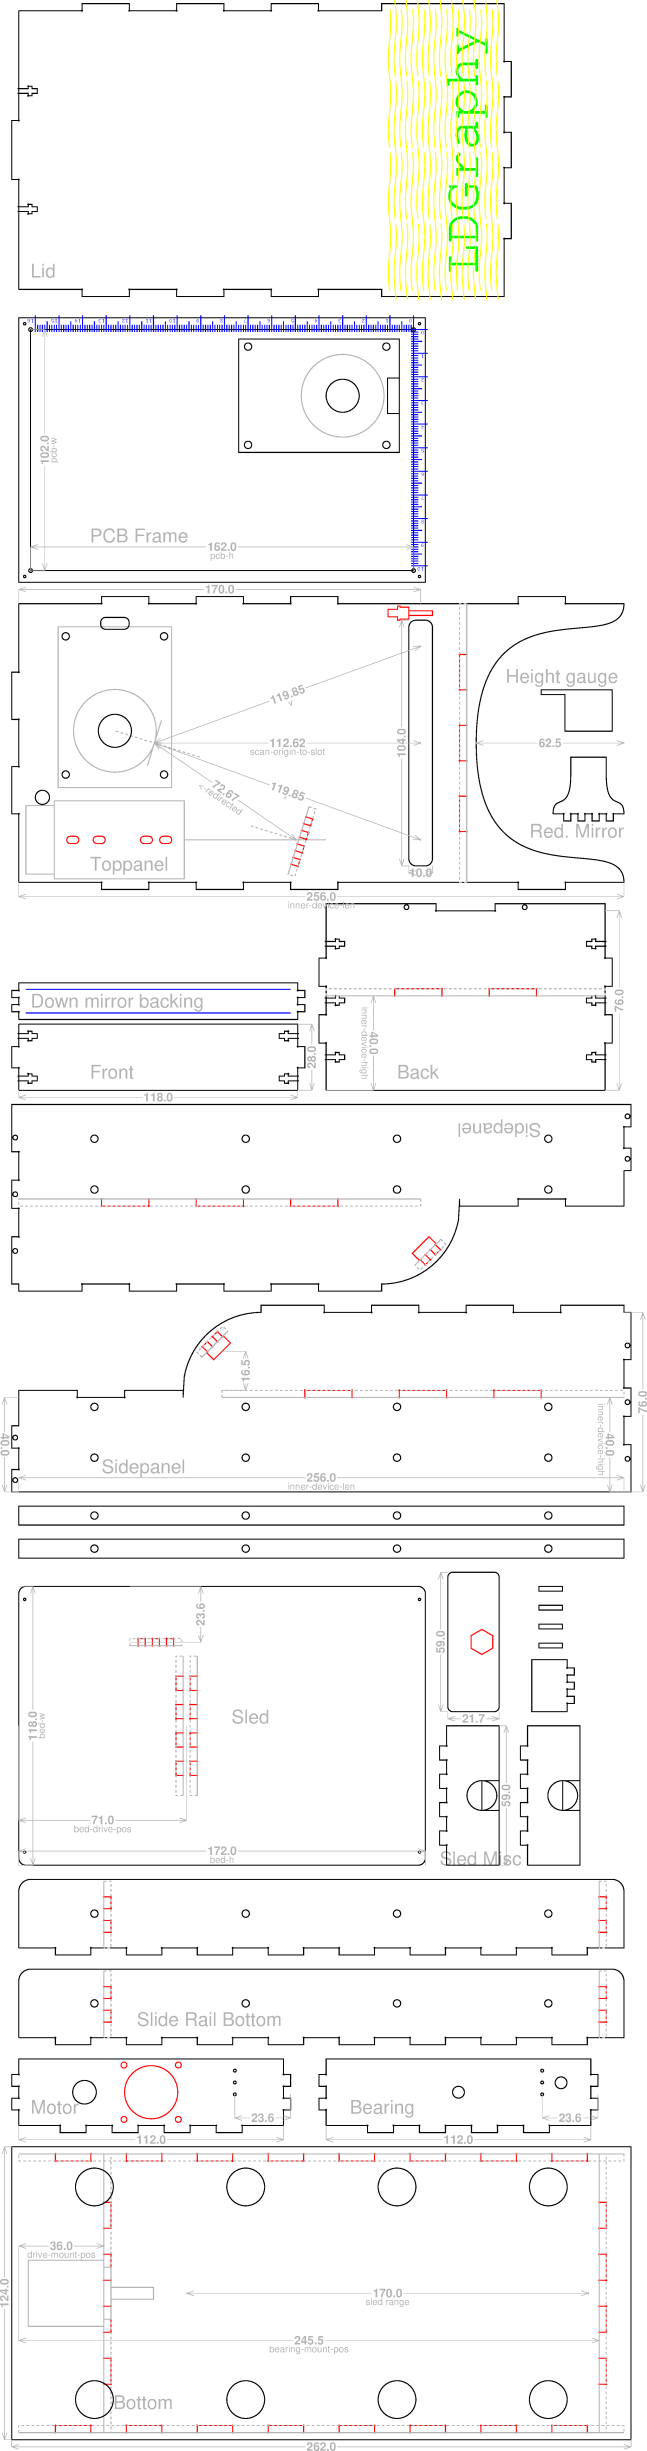 LDGraphy
Lid
102.0
pcb-w
PCB Frame
162.0
pcb-h
170.0
119.85
Height gauge
112.62
scan-origin-to-slot
104.0
62.5
72.67
<-redirected
119.85
Red. Mirror
Toppanel
10.0
256.0
inner-device-len
Down mirror backing
76.0
40.0
inner-device-high
28.0
Front
Back
118.0
Sidepanel
16.5
76.0
40.0
40.0
inner-device-high
Sidepanel
256.0
inner-device-len
23.6
59.0
118.0
bed-w
Sled
21.7
59.0
71.0
bed-drive-pos
172.0
bed-h
Sled Misc
Slide Rail Bottom
Motor
23.6
Bearing
23.6
112.0
112.0
36.0
drive-mount-pos
124.0
170.0
sled range
245.5
bearing-mount-pos
Bottom
262.0